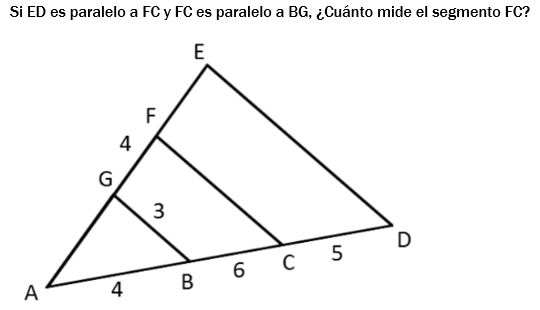 Si ED es paralelo a FC y FC es paralelo a BG, ¿Cuánto mide el segmento FC?
E
F
4
G
3
D
C
5
B
6
A
4